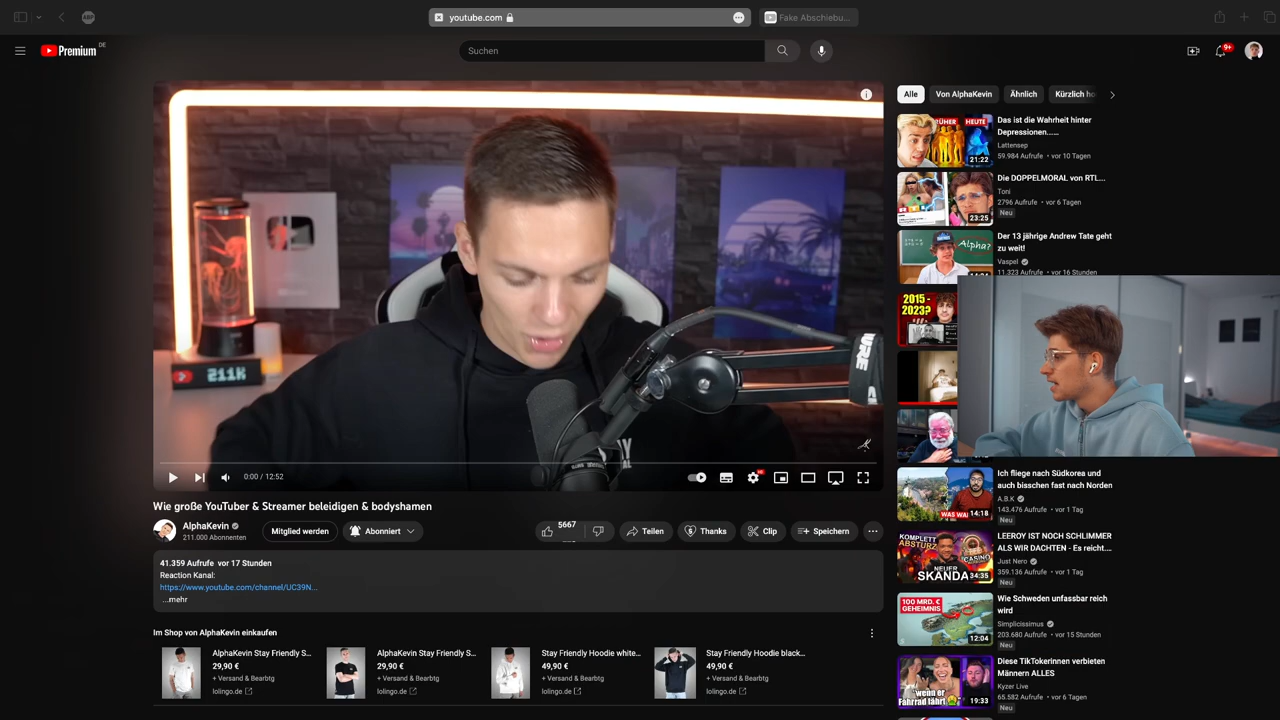 youtube.com
Fake Abschiebu...
Premium DE
Suchen
9+
211K
0:00 / 12:52
Wie große YouTuber & Streamer beleidigen & bodyshamen
AlphaKevin
211.000 Abonnenten
Mitglied werden
Abonniert
5667
Teilen
Thanks
Clip
Speichern
41.359 Aufrufe vor 17 Stunden
Reaction Kanal:
https://www.youtube.com/channel/UC39N...
...mehr
Im Shop von AlphaKevin einkaufen
AlphaKevin Stay Friendly S...
29,90 €
+ Versand & Bearbtg
lolingo.de
AlphaKevin Stay Friendly S...
29,90 €
+ Versand & Bearbtg
lolingo.de
Stay Friendly Hoodie white...
49,90 €
+ Versand & Bearbtg
lolingo.de
Stay Friendly Hoodie black...
49,90 €
+ Versand & Bearbtg
lolingo.de
Alle
Von AlphaKevin
Ähnlich
Kürzlich ho
HEUTE
21:22
Das ist die Wahrheit hinter
Depressionen......
Lattensep
59.984 Aufrufe • vor 10 Tagen
23:25
Die DOPPELMORAL von RTL...
Toni
2796 Aufrufe • vor 6 Tagen
Neu
Alpha?
Der 13 jährige Andrew Tate geht
zu weit!
Vaspel
11.323 Aufrufe • vor 16 Stunden
2015 -
2023?
14:18
Ich fliege nach Südkorea und
auch bisschen fast nach Norden
A.B.K
143.476 Aufrufe • vor 1 Tag
Neu
KOMPLETT
ABSTURZ
CASINO
NEUER
SKANDA
34:35
LEEROY IST NOCH SCHLIMMER
ALS WIR DACHTEN - Es reicht....
Just Nero
359.136 Aufrufe • vor 1 Tag
Neu
100 MRD. €
GEHEIMNIS
12:04
Wie Schweden unfassbar reich
wird
Simplicissimus
203.680 Aufrufe • vor 15 Stunden
Neu
wenn er
Fahrrad fährt
19:33
Diese TikTokerinnen verbieten
Männern ALLES
Kyzer Live
65.582 Aufrufe • vor 6 Tagen
Neu